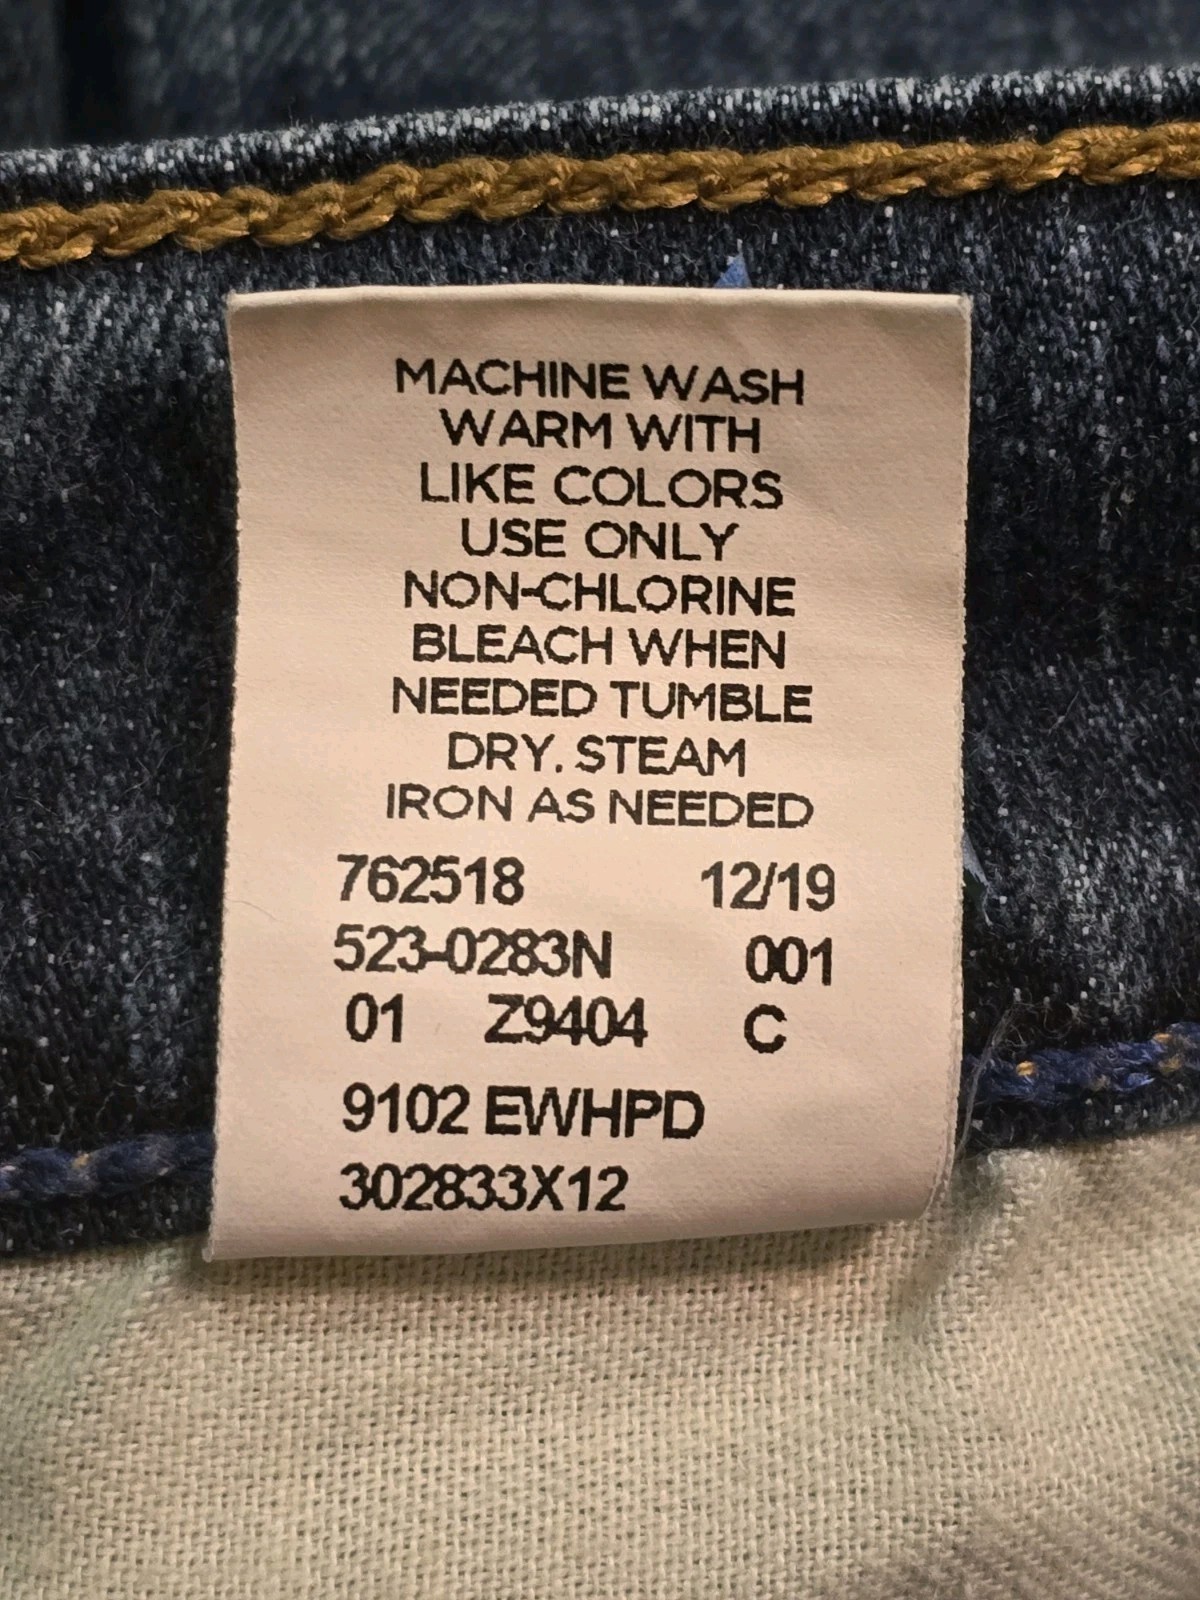 MACHINE WASH
WARM WITH
LIKE COLORS
USE ONLY
NON-CHLORINE
BLEACH WHEN
NEEDED TUMBLE
DRY. STEAM
IRON AS NEEDED
762518 12/19
523-0283N 001
01 Z9404 C
9102 EWHPD
302833X12